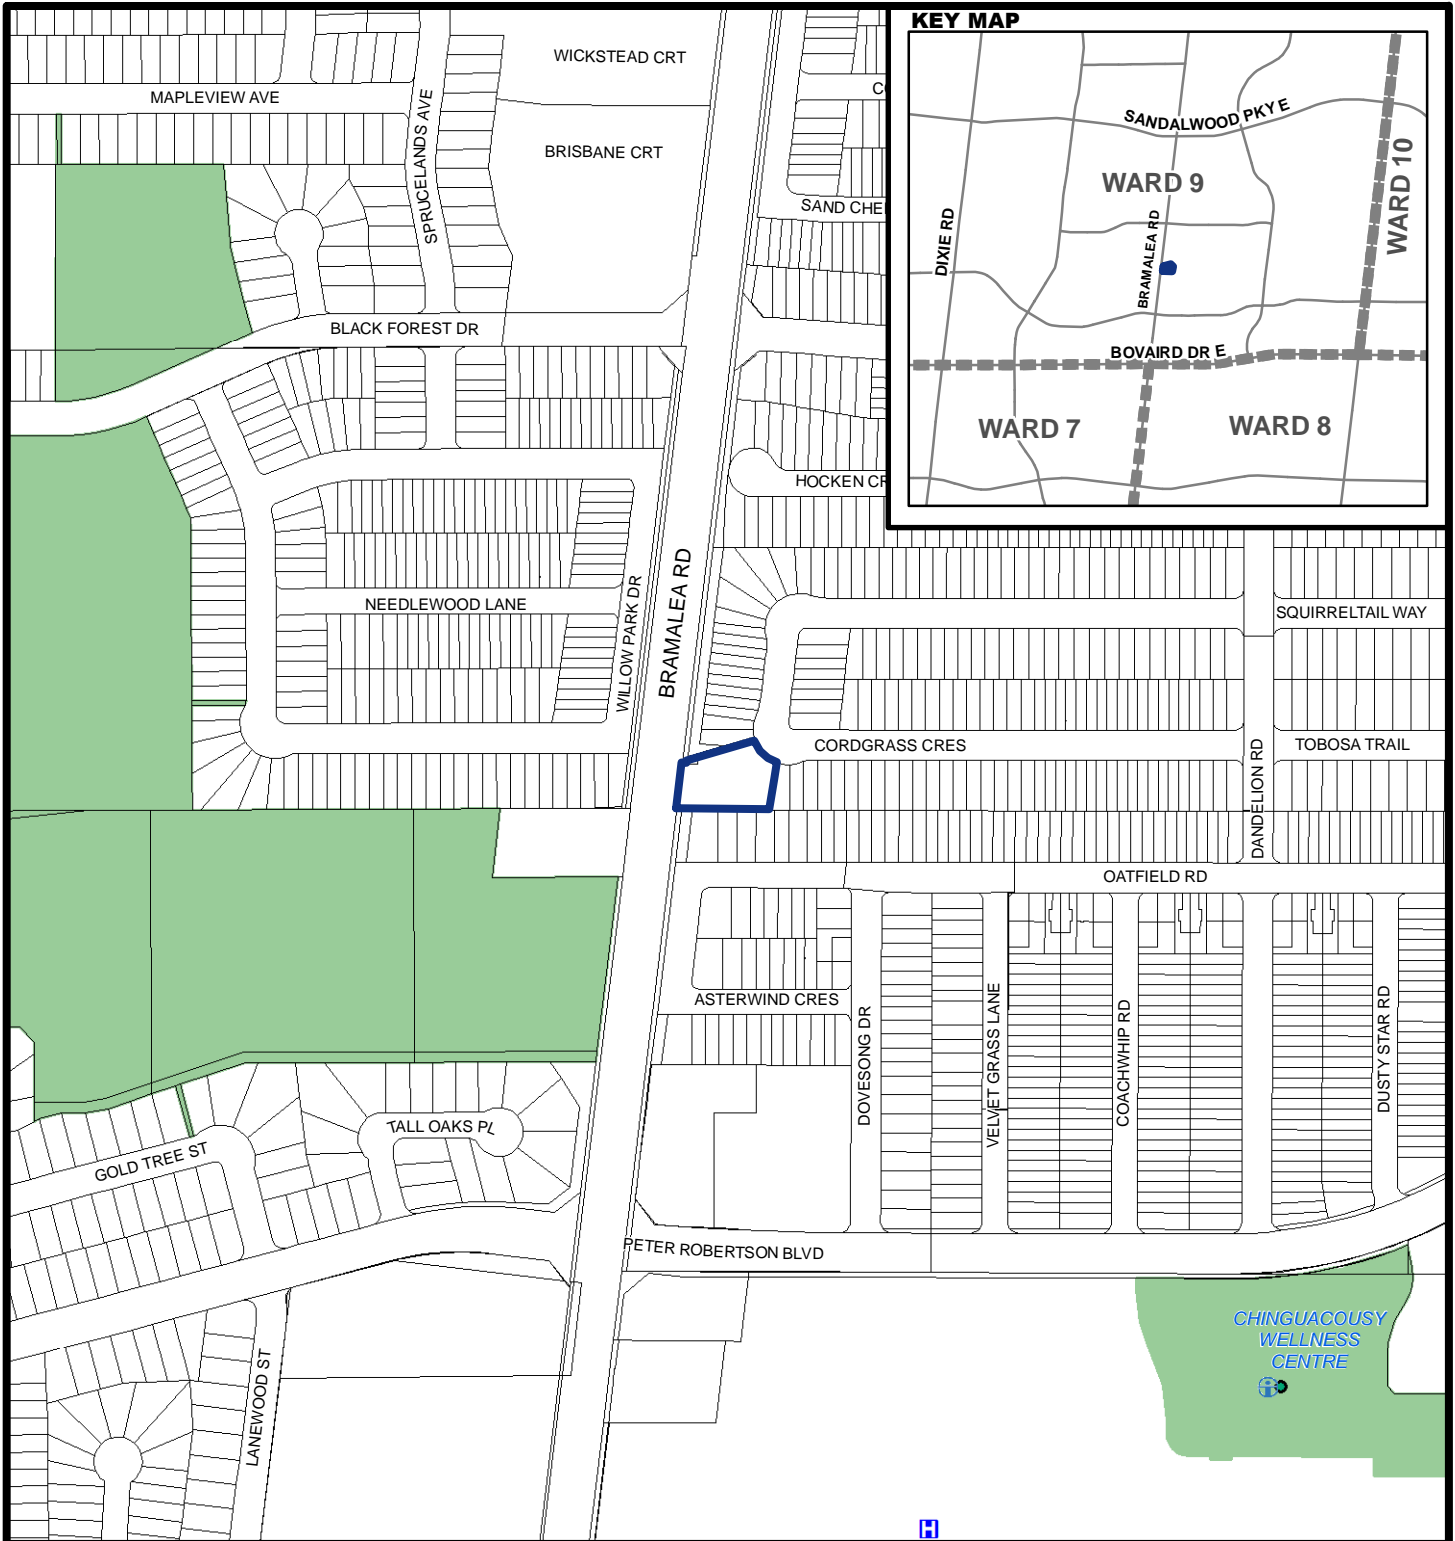 KEY MAP
SANDALWOOD PKY E
WARD 9
WARD 10
DIXIE RD
BRAMALEA RD
BOVAIRD DR E
WARD 7
WARD 8
WICKSTEAD CRT
MAPLEVIEW AVE
SPRUCELANDS AVE
BRISBANE CRT
SAND CHE
BLACK FOREST DR
HOCKEN CR
NEEDLEWOOD LANE
WILLOW PARK DR
BRAMALEA RD
SQUIRRELTAIL WAY
CORDGRASS CRES
TOBOSA TRAIL
DANDELION RD
OATFIELD RD
ASTERWIND CRES
DOVESONG DR
VELVET GRASS LANE
COACHWHIP RD
DUSTY STAR RD
TALL OAKS PL
GOLD TREE ST
PETER ROBERTSON BLVD
LANEWOOD ST
CHINGUACOUSY
WELLNESS
CENTRE
H